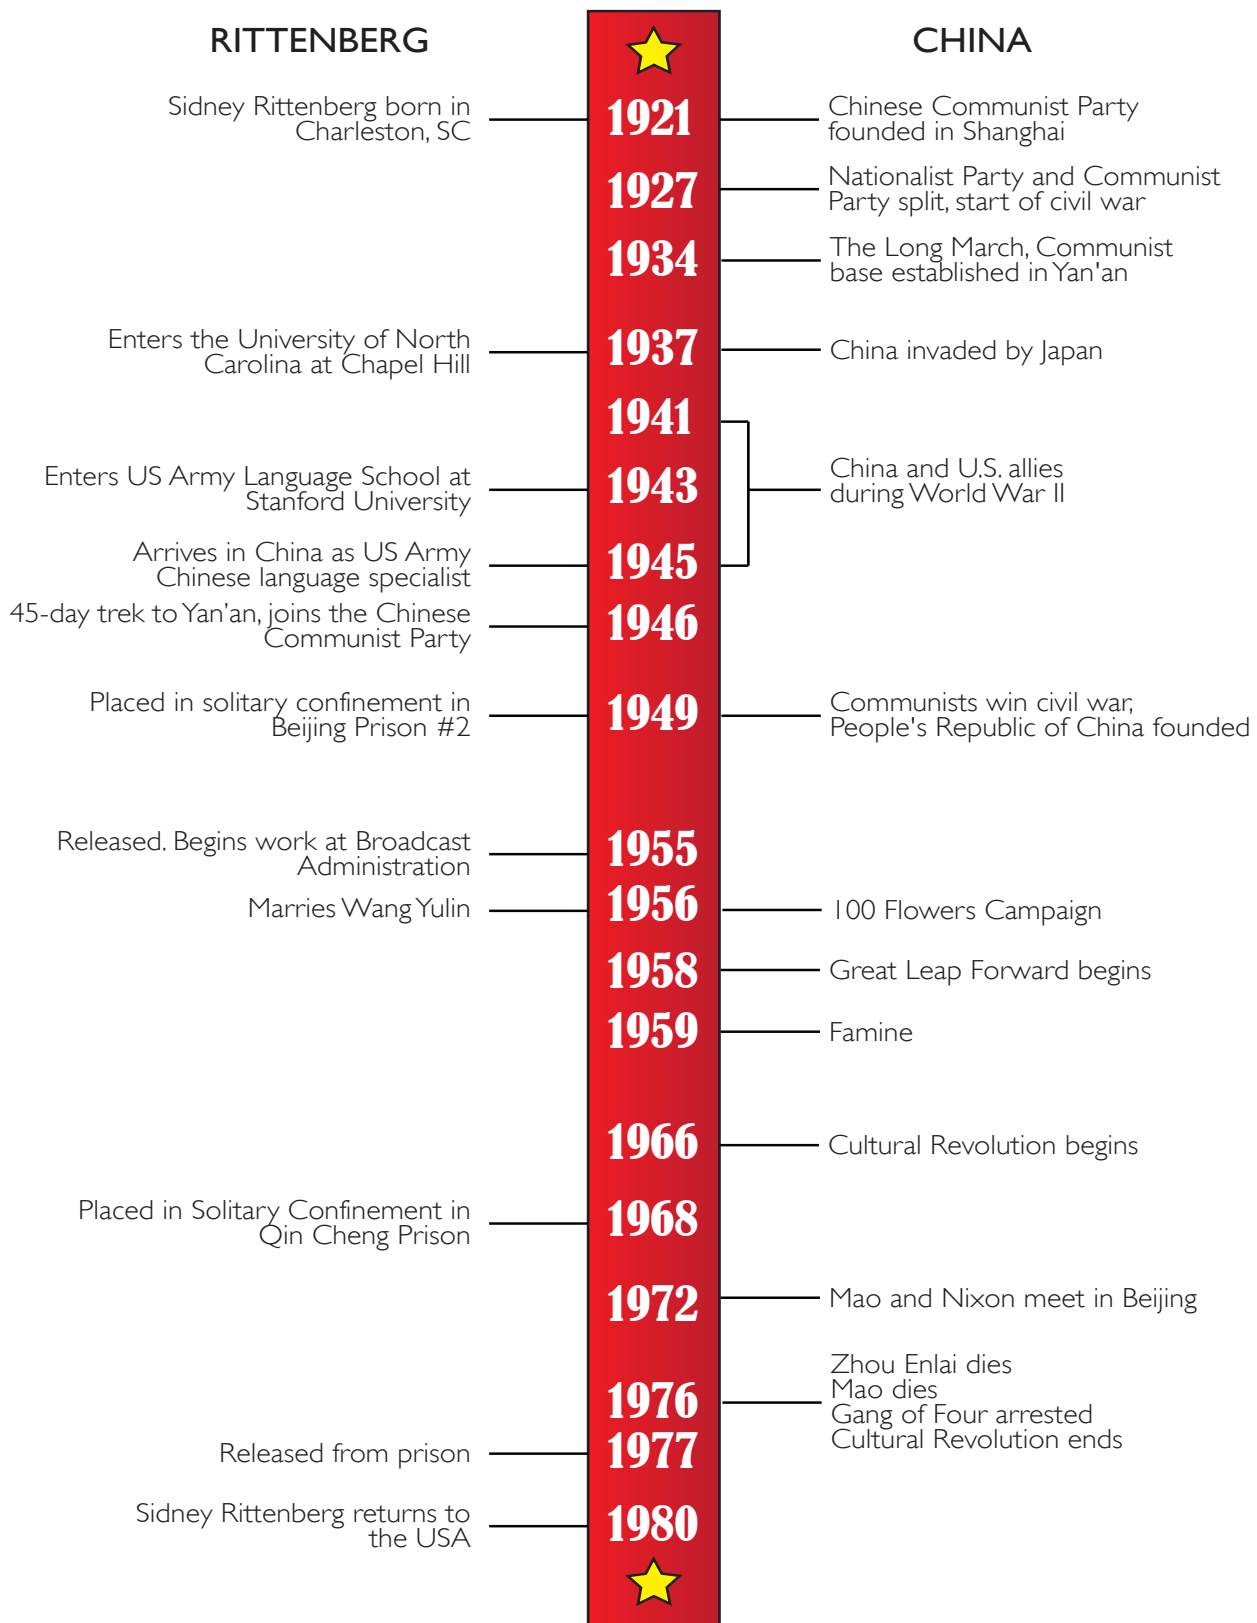 RITTENBERG
CHINA
Sidney Rittenberg born in
Charleston, SC
1921
Chinese Communist Party
founded in Shanghai
1927
Nationalist Party and Communist
Party split, start of civil war
1934
The Long March, Communist
base established in Yan'an
Enters the University of North
Carolina at Chapel Hill
1937
China invaded by Japan
1941
Enters US Army Language School at
Stanford University
1943
China and U.S. allies
during World War II
Arrives in China as US Army
Chinese language specialist
1945
45-day trek to Yan’an, joins the Chinese
Communist Party
1946
Placed in solitary confinement in
Beijing Prison #2
1949
Communists win civil war,
People's Republic of China founded
Released. Begins work at Broadcast
Administration
1955
Marries Wang Yulin
1956
100 Flowers Campaign
1958
Great Leap Forward begins
1959
Famine
1966
Cultural Revolution begins
Placed in Solitary Confinement in
Qin Cheng Prison
1968
1972
Mao and Nixon meet in Beijing
1976
Zhou Enlai dies
Mao dies
Gang of Four arrested
Cultural Revolution ends
Released from prison
1977
Sidney Rittenberg returns to
the USA
1980